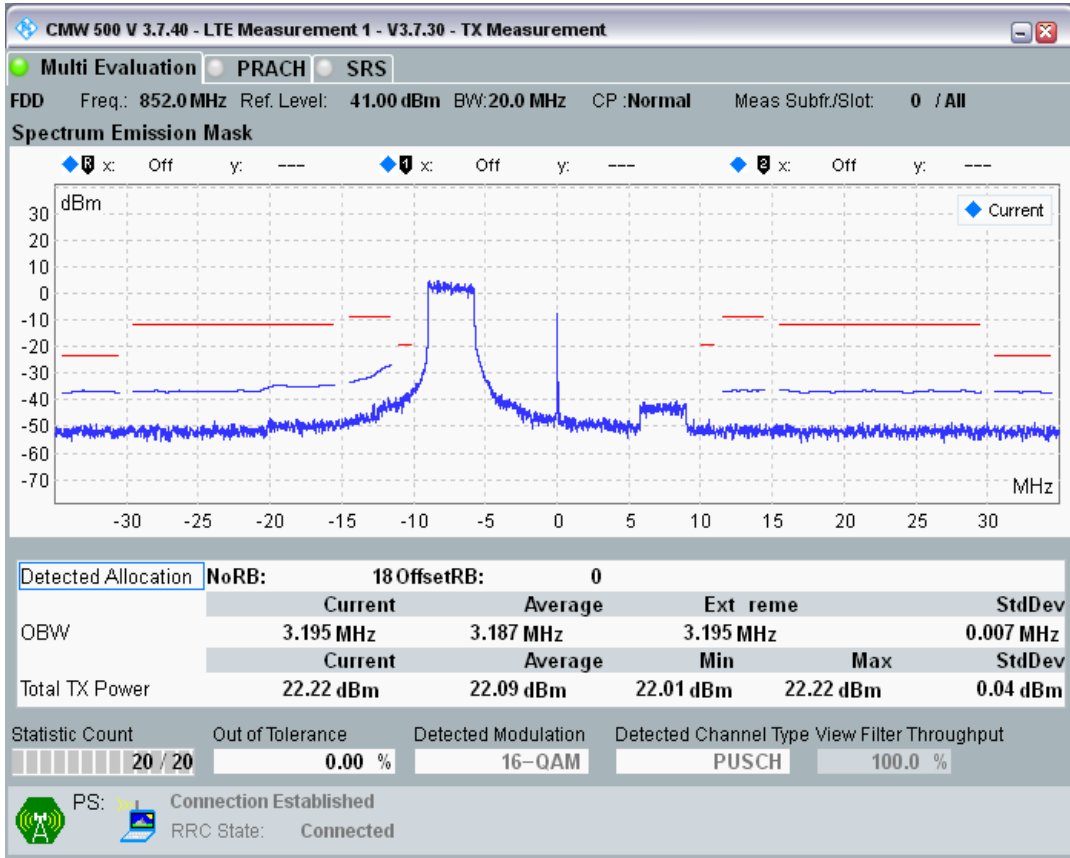 CMW 500 V 3.7.40 - LTE Measurement 1 - V3.7.30 - TX Measurement
Multi Evaluation PRACH SRS
FDD Freq.: 852.0 MHz Ref. Level: 41.00 dBm BW: 20.0 MHz CP :Normal Meas Subfr./Slot: 0 / All
Spectrum Emission Mask
R x: Off y: --- 1 x: Off y: --- 2 x: Off y: ---
dBm
Current
30
20
10
0
-10
-20
-30
-40
-50
-60
-70
MHz
-30 -25 -20 -15 -10 -5 0 5 10 15 20 25 30
Detected Allocation NoRB: 18 OffsetRB: 0
Current Average Ext reme StdDev
OBW 3.195 MHz 3.187 MHz 3.195 MHz 0.007 MHz
Current Average Min Max StdDev
Total TX Power 22.22 dBm 22.09 dBm 22.01 dBm 22.22 dBm 0.04 dBm
Statistic Count Out of Tolerance Detected Modulation Detected Channel Type View Filter Throughput
20 / 20 0.00 % 16-QAM PUSCH 100.0 %
PS: Connection Established
RRC State: Connected